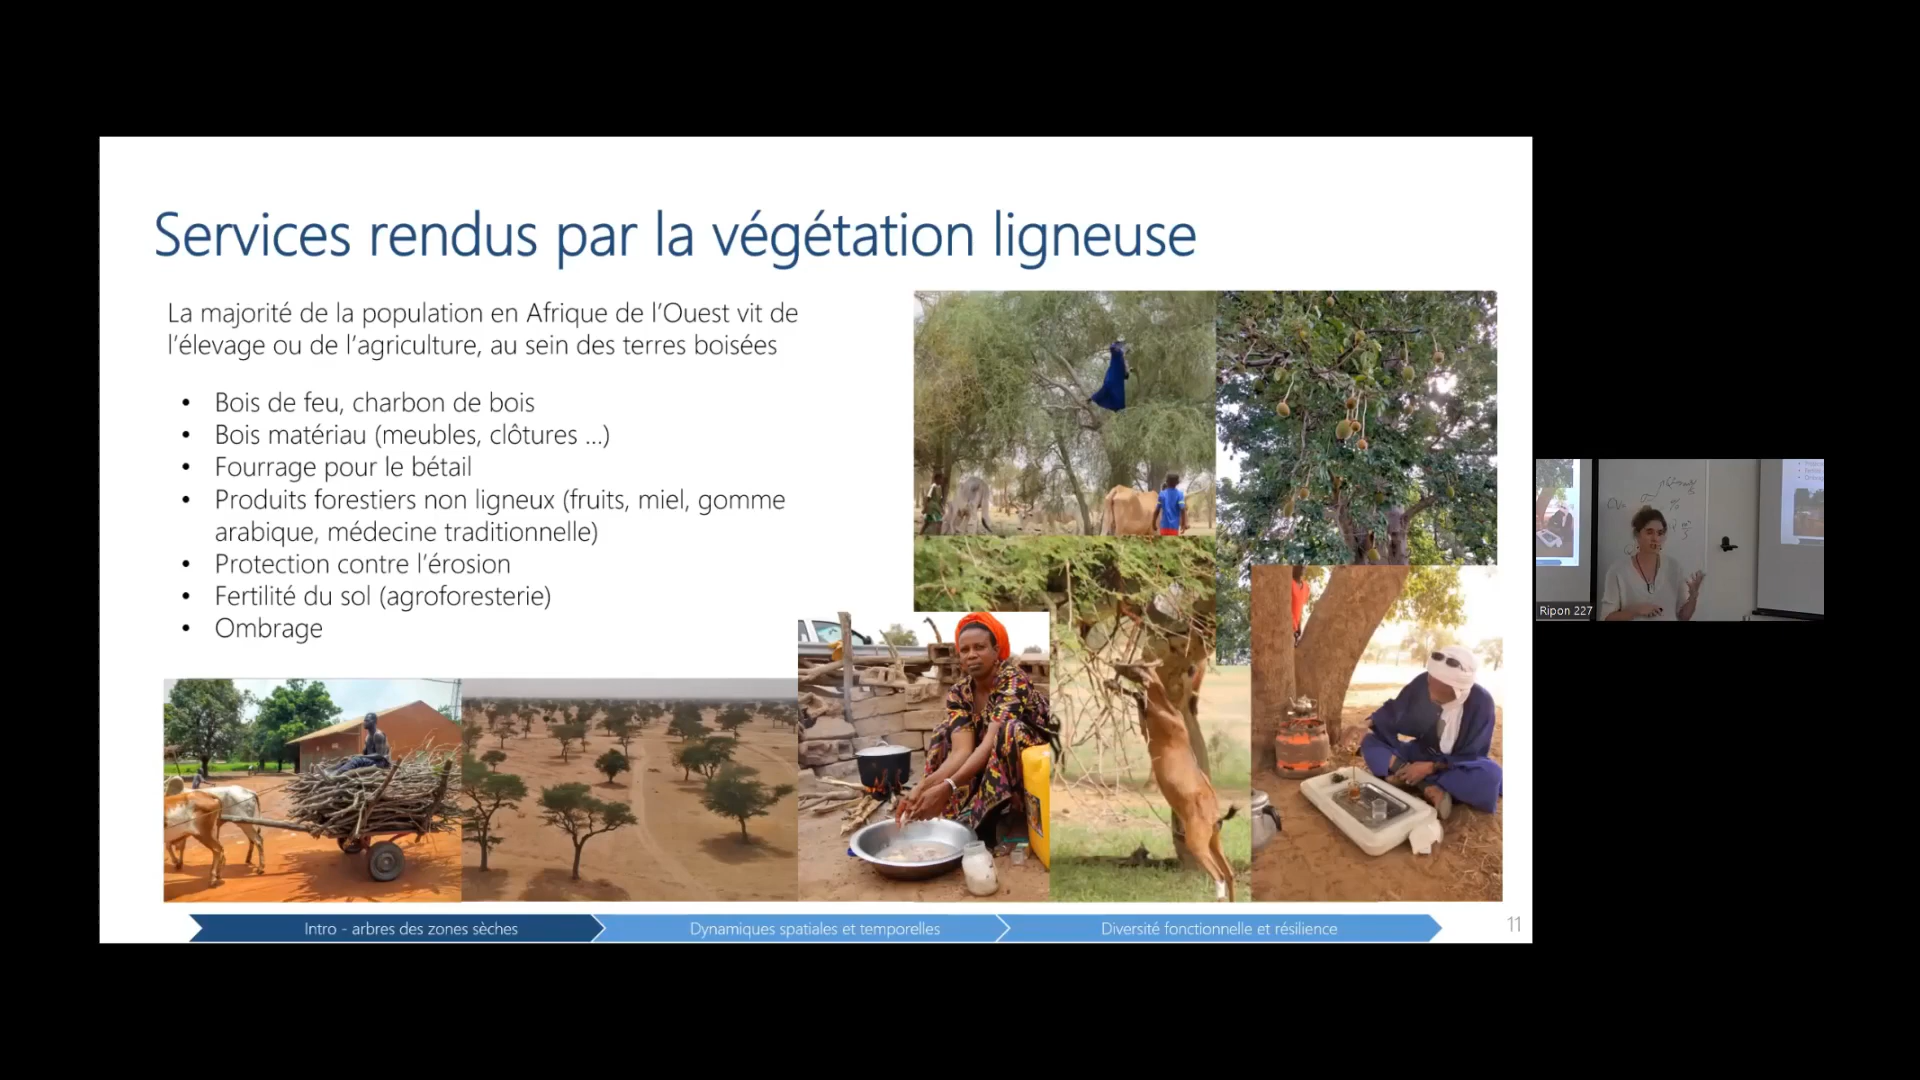 Services rendus par la végétation ligneuse
La majorité de la population en Afrique de l'Ouest vit de
l'élevage ou de l'agriculture, au sein des terres boisées
• Bois de feu, charbon de bois
• Bois matériau (meubles, clôtures ...)
• Fourrage pour le bétail
• Produits forestiers non ligneux (fruits, miel, gomme
arabique, médecine traditionnelle)
• Protection contre l'érosion
• Fertilité du sol (agroforesterie)
• Ombrage
Ripon 227
Intro - arbres des zones sèches
Dynamiques spatiales et temporelles
Diversité fonctionnelle et résilience
11